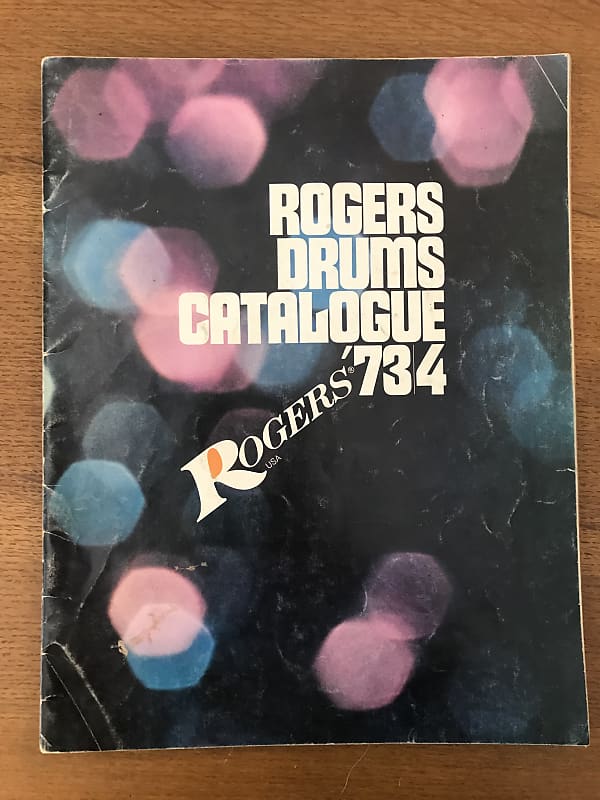 ROGERS
DRUMS
CATALOGUE
'73/4
ROGERS®
USA